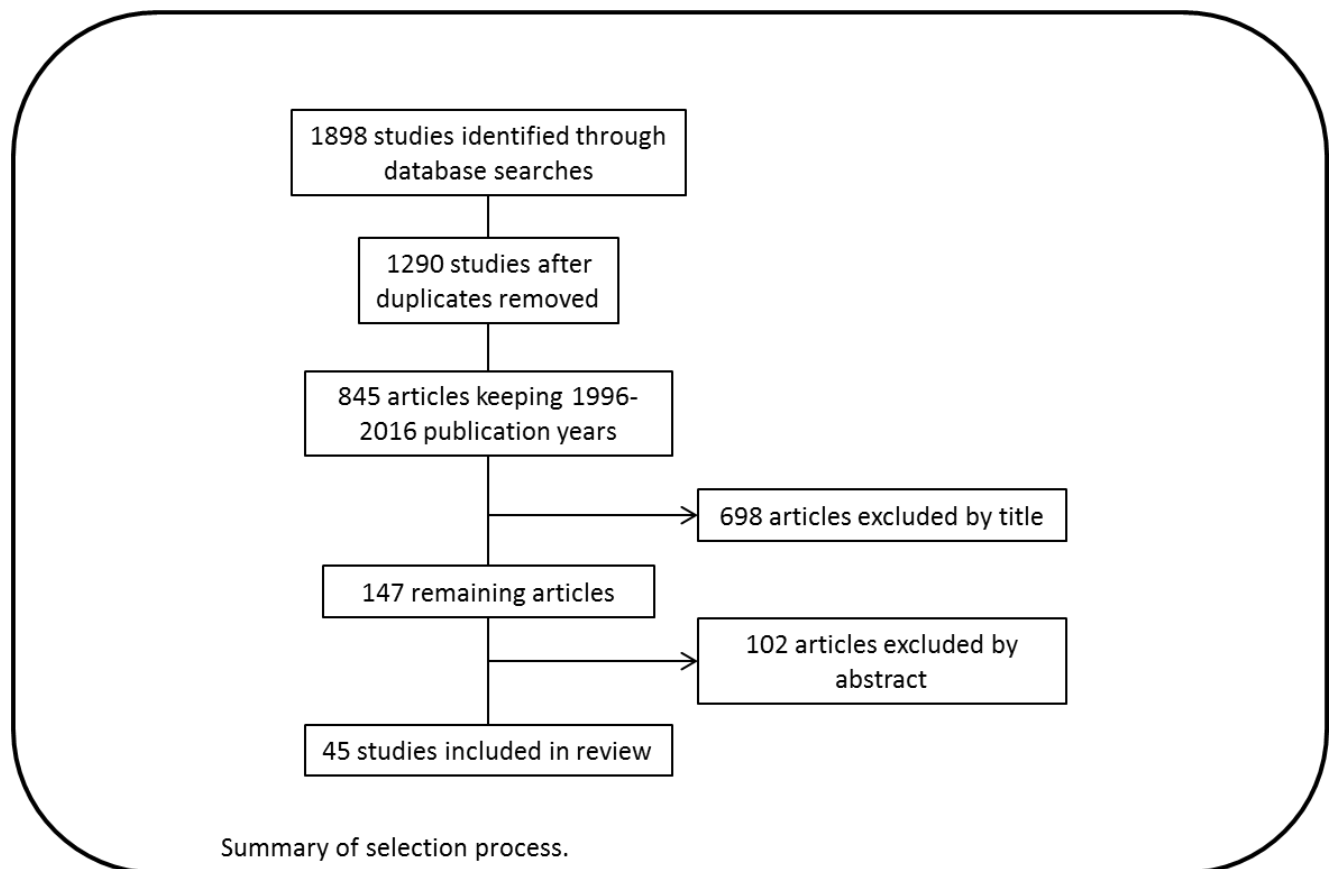 1898 studies identified through
database searches
1290 studies after
duplicates removed
845 articles keeping 1996-
2016 publication years
698 articles excluded by title
147 remaining articles
102 articles excluded by
abstract
45 studies included in review
Summary of selection process.